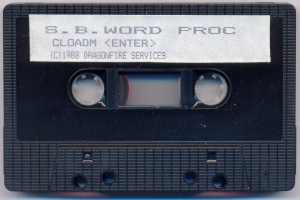 S.B.WORD PROC
CLOADM <ENTER>
(C)1988 DRAGONFIRE SERVICES